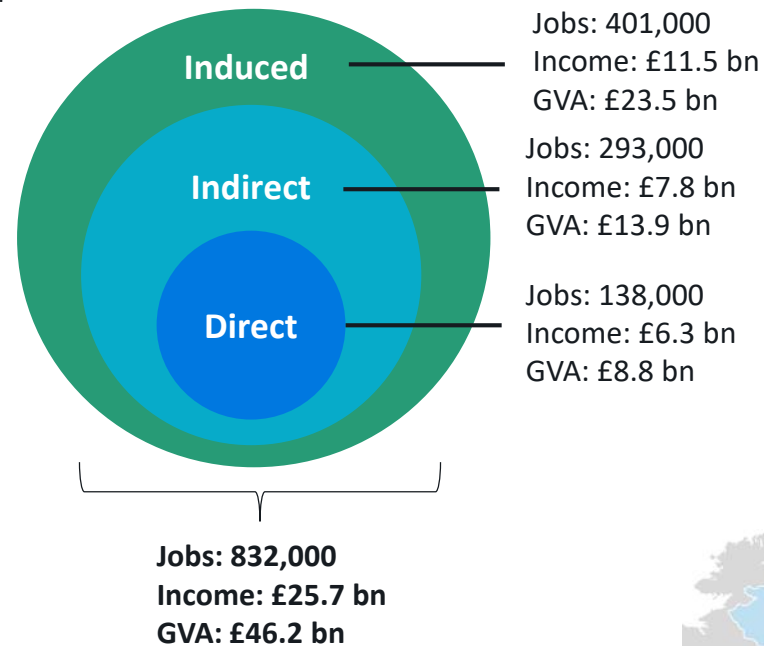 Induced
Jobs: 401,000
Income: £11.5 bn
GVA: £23.5 bn
Indirect
Jobs: 293,000
Income: £7.8 bn
GVA: £13.9 bn
Direct
Jobs: 138,000
Income: £6.3 bn
GVA: £8.8 bn
Jobs: 832,000
Income: £25.7 bn
GVA: £46.2 bn